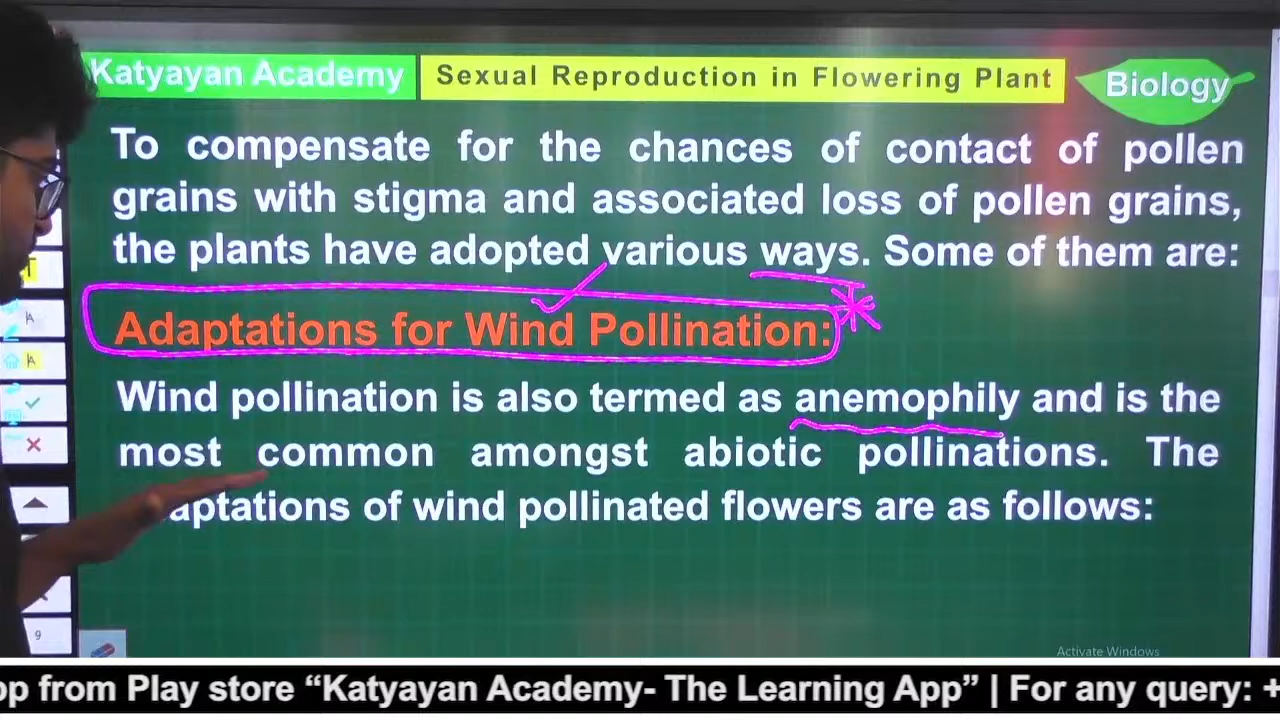 Katyayan Academy
Sexual Reproduction in Flowering Plant
Biology
To compensate for the chances of contact of pollen
grains with stigma and associated loss of pollen grains,
the plants have adopted various ways. Some of them are:
Adaptations for Wind Pollination:
Wind pollination is also termed as anemophily and is the
most common amongst abiotic pollinations. The
aptations of wind pollinated flowers are as follows:
9
Activate Windows
op from Play store “Katyayan Academy- The Learning App” | For any query: +